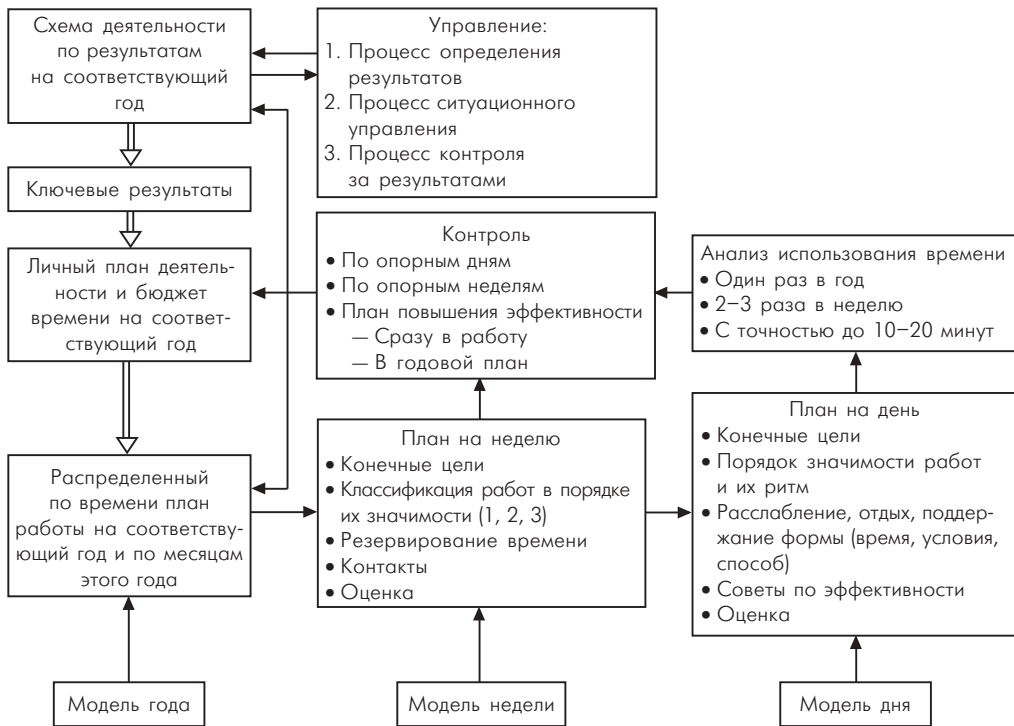 Схема деятельности
по результатам
на соответствующий
год
Управление:
1. Процесс определения
результатов
2. Процесс ситуационного
управления
3. Процесс контроля
за результатами
Ключевые результаты
Личный план деятель-
ности и бюджет
времени на соответ-
ствующий год
Контроль
• По опорным дням
• По опорным неделям
• План повышения эффективности
— Сразу в работу
— В годовой план
Анализ использования времени
• Один раз в год
• 2–3 раза в неделю
• С точностью до 10–20 минут
Распределенный
по времени план
работы на соответству-
ющий год и по месяцам
этого года
План на неделю
• Конечные цели
• Классификация работ в порядке
их значимости (1, 2, 3)
• Резервирование времени
• Контакты
• Оценка
План на день
• Конечные цели
• Порядок значимости работ
и их ритм
• Расслабление, отдых, поддер-
жание формы (время, условия,
способ)
• Советы по эффективности
• Оценка
Модель года
Модель недели
Модель дня